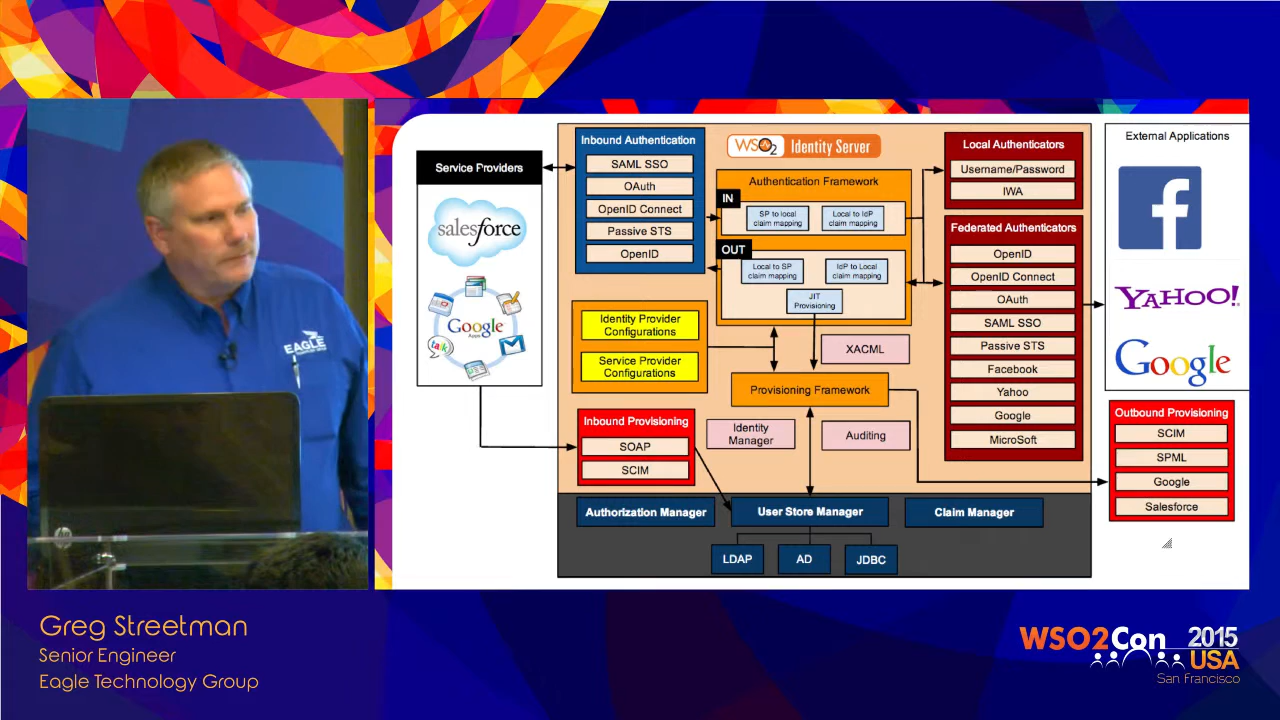 EAGLE
hp
Greg Streetman
Senior Engineer
Eagle Technology Group
Service Providers
salesforce
Google
Apps
talk
M
Inbound Authentication
SAML SSO
OAuth
OpenID Connect
Passive STS
OpenID
WSO2 Identity Server
Authentication Framework
IN
SP to local
claim mapping
Local to IdP
claim mapping
OUT
Local to SP
claim mapping
IdP to Local
claim mapping
JIT
Provisioning
Identity Provider
Configurations
Service Provider
Configurations
XACML
Provisioning Framework
Inbound Provisioning
SOAP
SCIM
Identity
Manager
Auditing
Local Authenticators
Username/Password
IWA
Federated Authenticators
OpenID
OpenID Connect
OAuth
SAML SSO
Passive STS
Facebook
Yahoo
Google
MicroSoft
External Applications
f
YAHOO!
Google
Outbound Provisioning
SCIM
SPML
Google
Salesforce
Authorization Manager
User Store Manager
Claim Manager
LDAP
AD
JDBC
WSO2Con 2015
USA
San Francisco